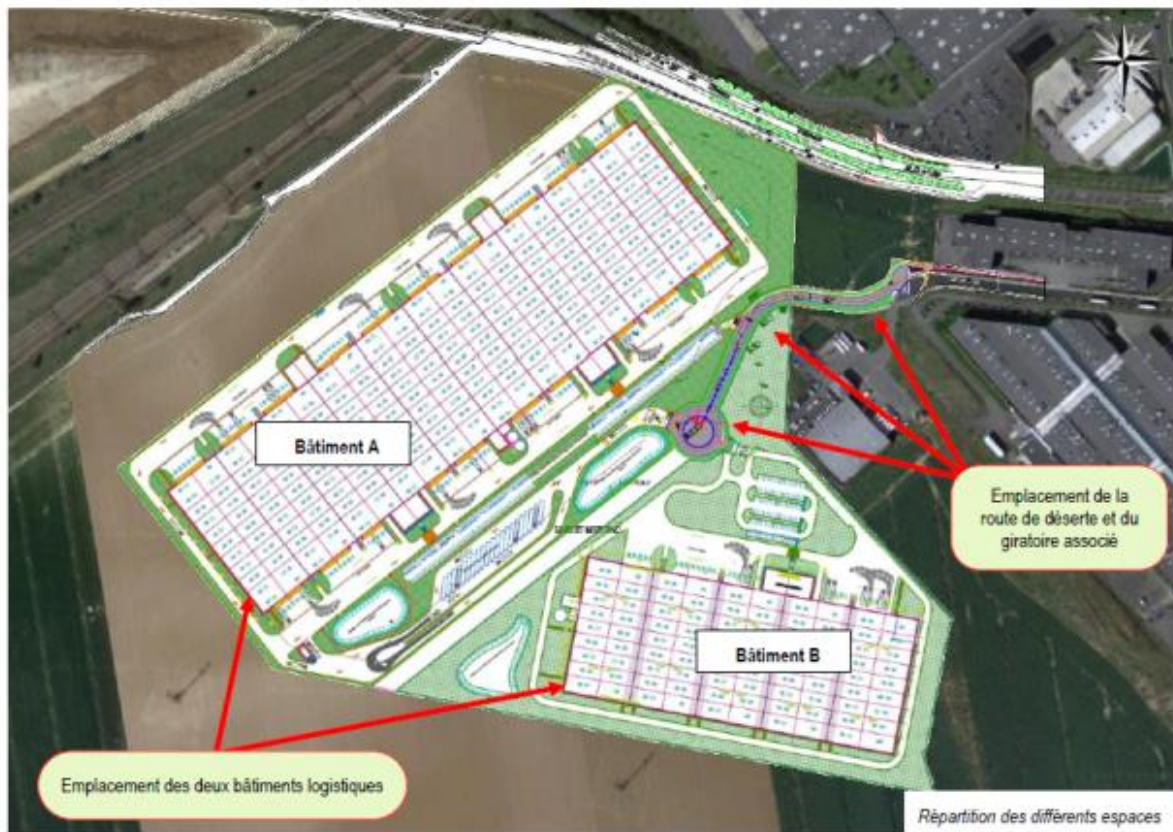 Bâtiment A
Emplacement de la
route de déserte et du
giratoire associé
Bâtiment B
Emplacement des deux bâtiments logistiques
Répartition des différents espaces